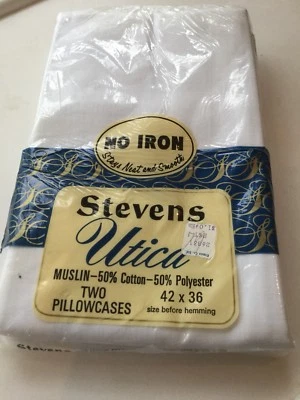 NO IRON
Stays Neat and Smooth
Stevens
Utica
MUSLIN–50% Cotton–50% Polyester
TWO
PILLOWCASES
42 x 36
size before hemming
Stevens